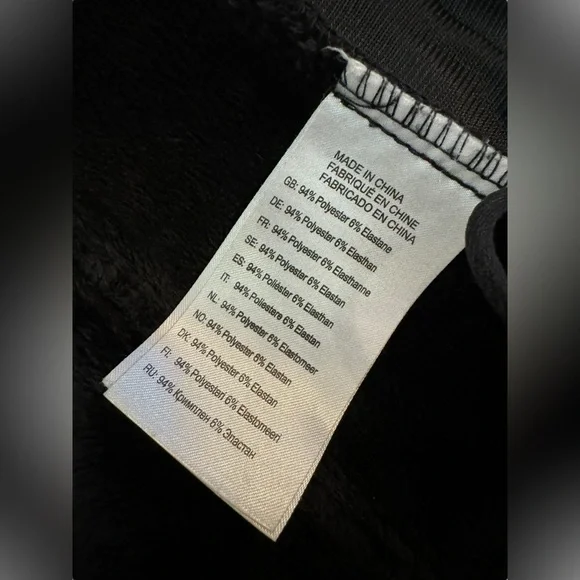 MADE IN CHINA
FABRIQUÉ EN CHINE
FABRICADO EN CHINA
GB: 94% Polyester 6% Elastane
DE: 94% Polyester 6% Elasthan
FR: 94% Polyester 6% Elasthanne
SE: 94% Polyester 6% Elastan
ES: 94% Poliéster 6% Elasthan
IT: 94% Poliestere 6% Elastan
NL: 94% Polyester 6% Elastomeer
NO: 94% Polyester 6% Elastan
DK: 94% Polyester 6% Elastan
FI: 94% Polyesteri 6% Elastomeeri
RU: 94% Кримплен 6% Эластан